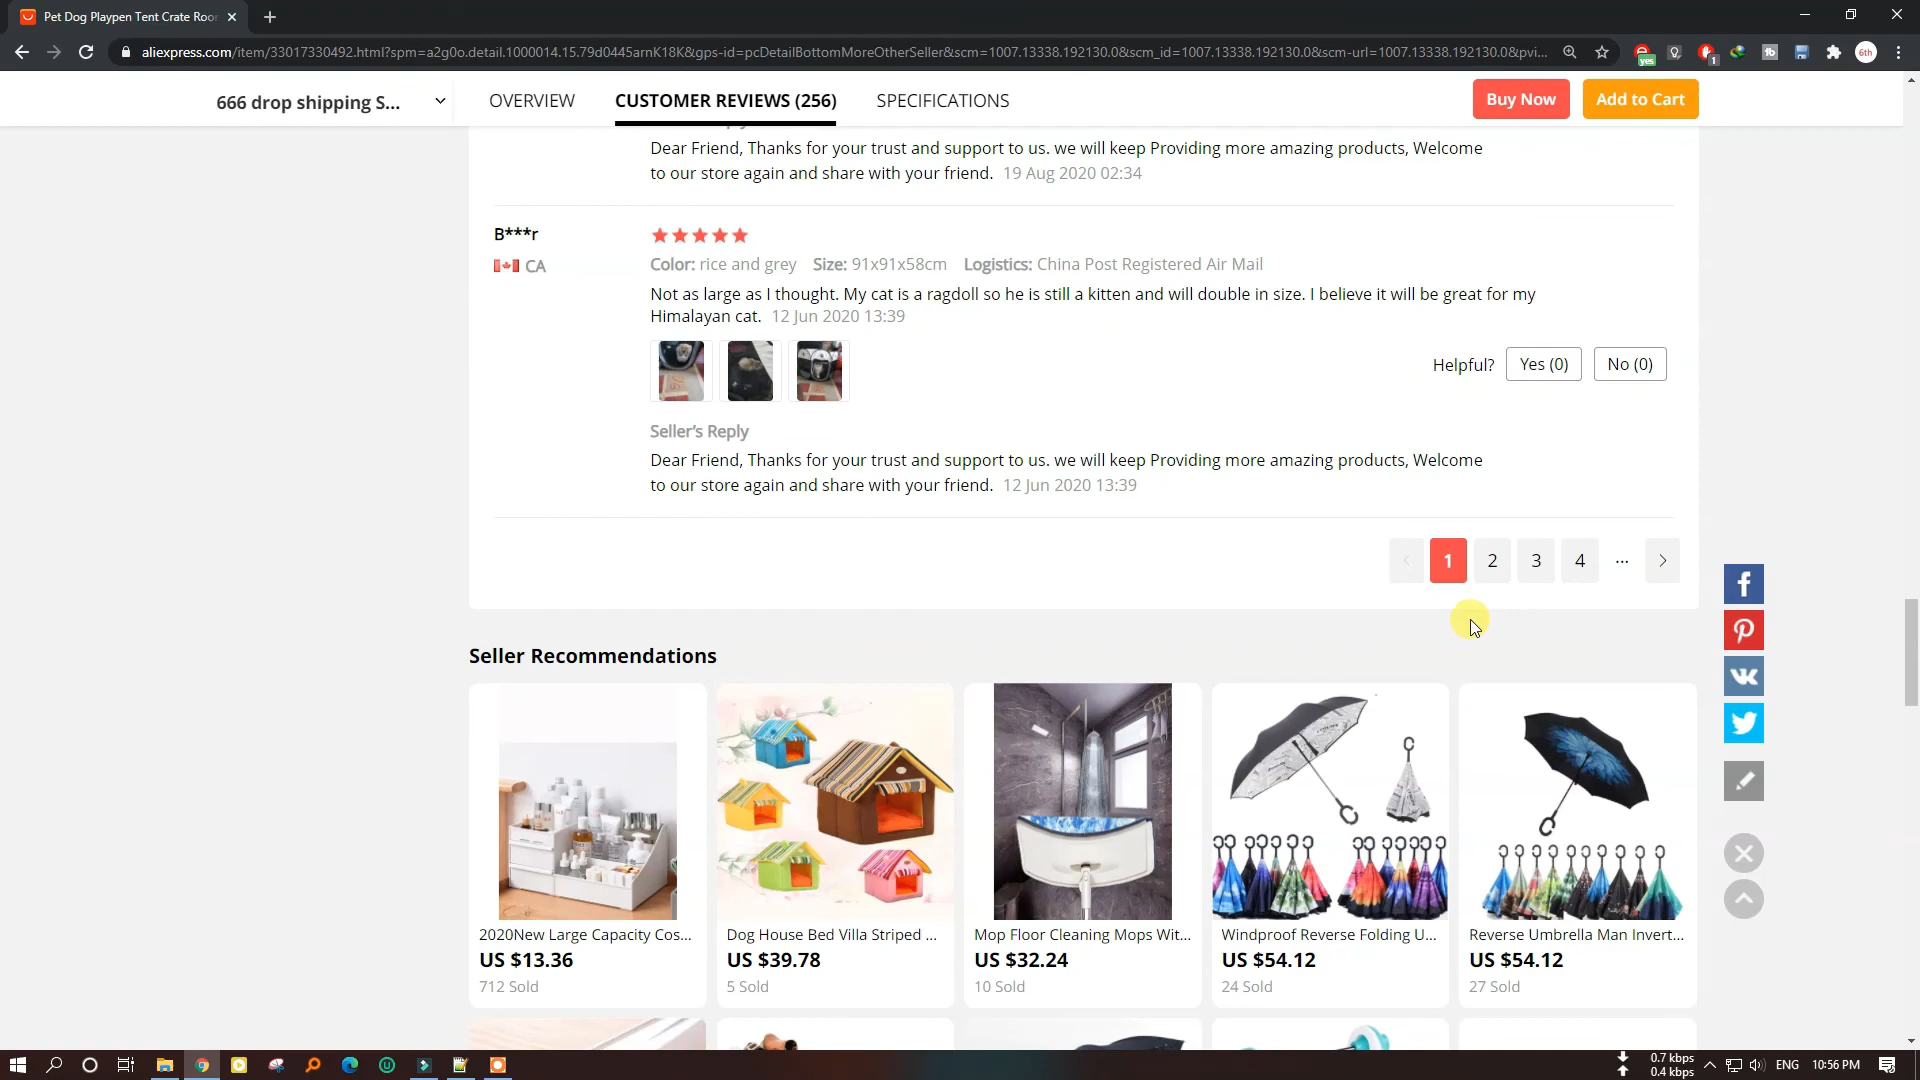 Pet Dog Playpen Tent Crate Roo
aliexpress.com/item/33017330492.html?spm=a2g0o.detail.1000014.15.79d0445arnK18K&gps-id=pcDetailBottomMoreOtherSeller&scm=1007.13338.192130.0&scm_id=1007.13338.192130.0&scm-url=1007.13338.192130.0&pvi...
yes
1
6th
666 drop shipping S...
OVERVIEW
CUSTOMER REVIEWS (256)
SPECIFICATIONS
Buy Now
Add to Cart
Dear Friend, Thanks for your trust and support to us. we will keep Providing more amazing products, Welcome
to our store again and share with your friend. 19 Aug 2020 02:34
B***r
CA
Color: rice and grey Size: 91x91x58cm Logistics: China Post Registered Air Mail
Not as large as I thought. My cat is a ragdoll so he is still a kitten and will double in size. I believe it will be great for my
Himalayan cat. 12 Jun 2020 13:39
Helpful? Yes (0) No (0)
Seller's Reply
Dear Friend, Thanks for your trust and support to us. we will keep Providing more amazing products, Welcome
to our store again and share with your friend. 12 Jun 2020 13:39
< 1 2 3 4 ... >
Seller Recommendations
2020New Large Capacity Cos...
US $13.36
712 Sold
Dog House Bed Villa Striped ...
US $39.78
5 Sold
Mop Floor Cleaning Mops Wit...
US $32.24
10 Sold
Windproof Reverse Folding U...
US $54.12
24 Sold
Reverse Umbrella Man Invert...
US $54.12
27 Sold
0.7 kbps
0.4 kbps
ENG
10:56 PM